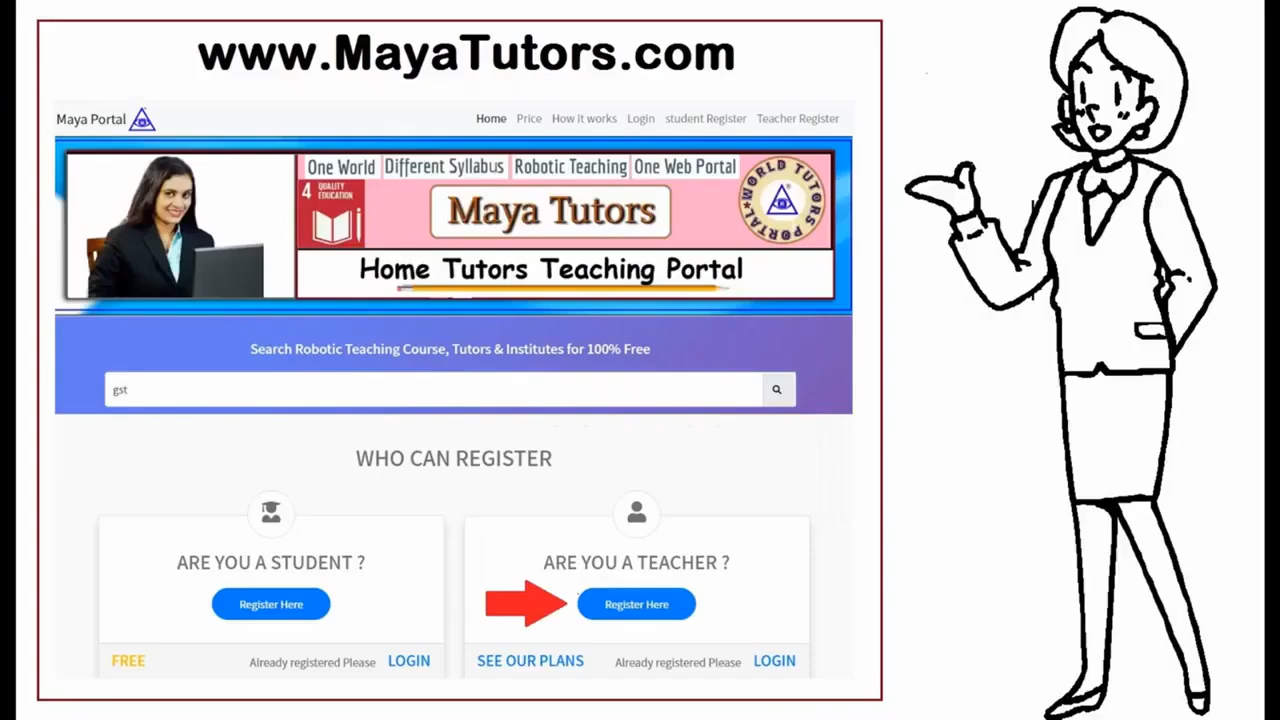 www.MayaTutors.com
Maya Portal
Home Price How it works Login student Register Teacher Register
One World Different Syllabus Robotic Teaching One Web Portal
4 QUALITY EDUCATION
Maya Tutors
WORLD TUTORS PORTAL
Home Tutors Teaching Portal
Search Robotic Teaching Course, Tutors & Institutes for 100% Free
gst
WHO CAN REGISTER
ARE YOU A STUDENT ?
Register Here
FREE Already registered Please LOGIN
ARE YOU A TEACHER ?
Register Here
SEE OUR PLANS Already registered Please LOGIN